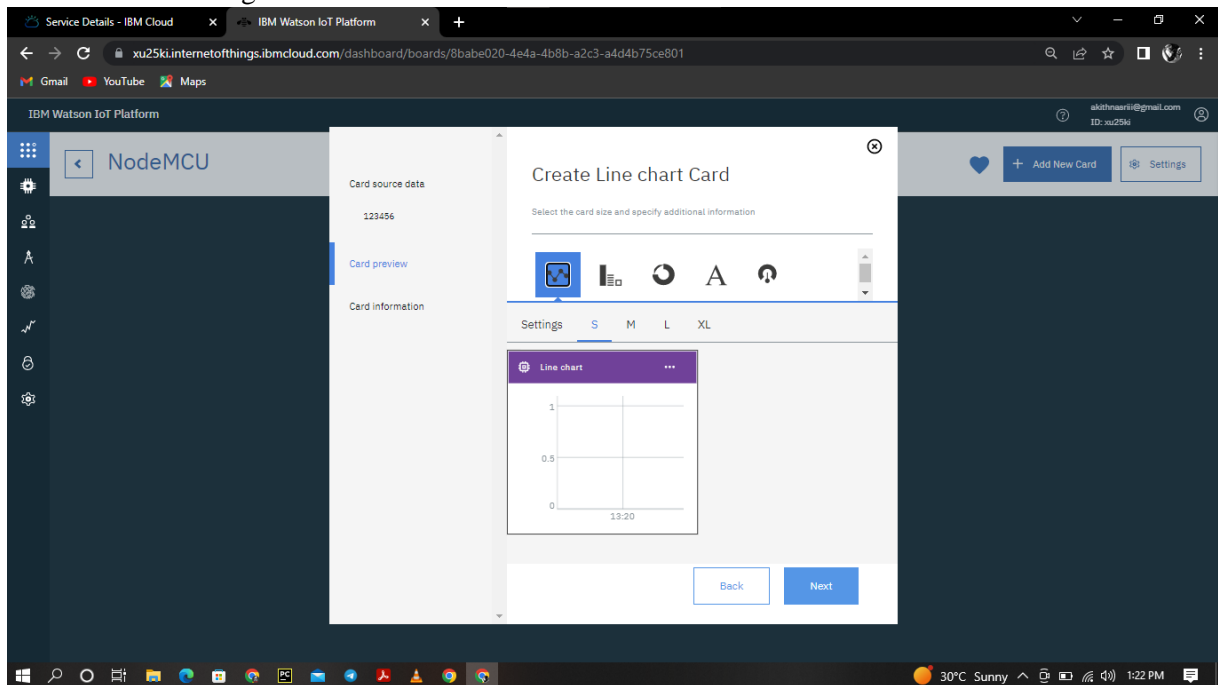 Service Details - IBM Cloud
IBM Watson IoT Platform
xu25ki.internetofthings.ibmcloud.com/dashboard/boards/8babe020-4e4a-4b8b-a2c3-a4d4b75ce801
Gmail YouTube Maps
IBM Watson IoT Platform
akithnaariii@gmail.com
ID: xu25ki
NodeMCU
Add New Card
Settings
Card source data
123456
Card preview
Card information
Create Line chart Card
Select the card size and specify additional information
A
Settings S M L XL
Line chart
1
0.5
0
13:20
Back Next
30°C Sunny 1:22 PM